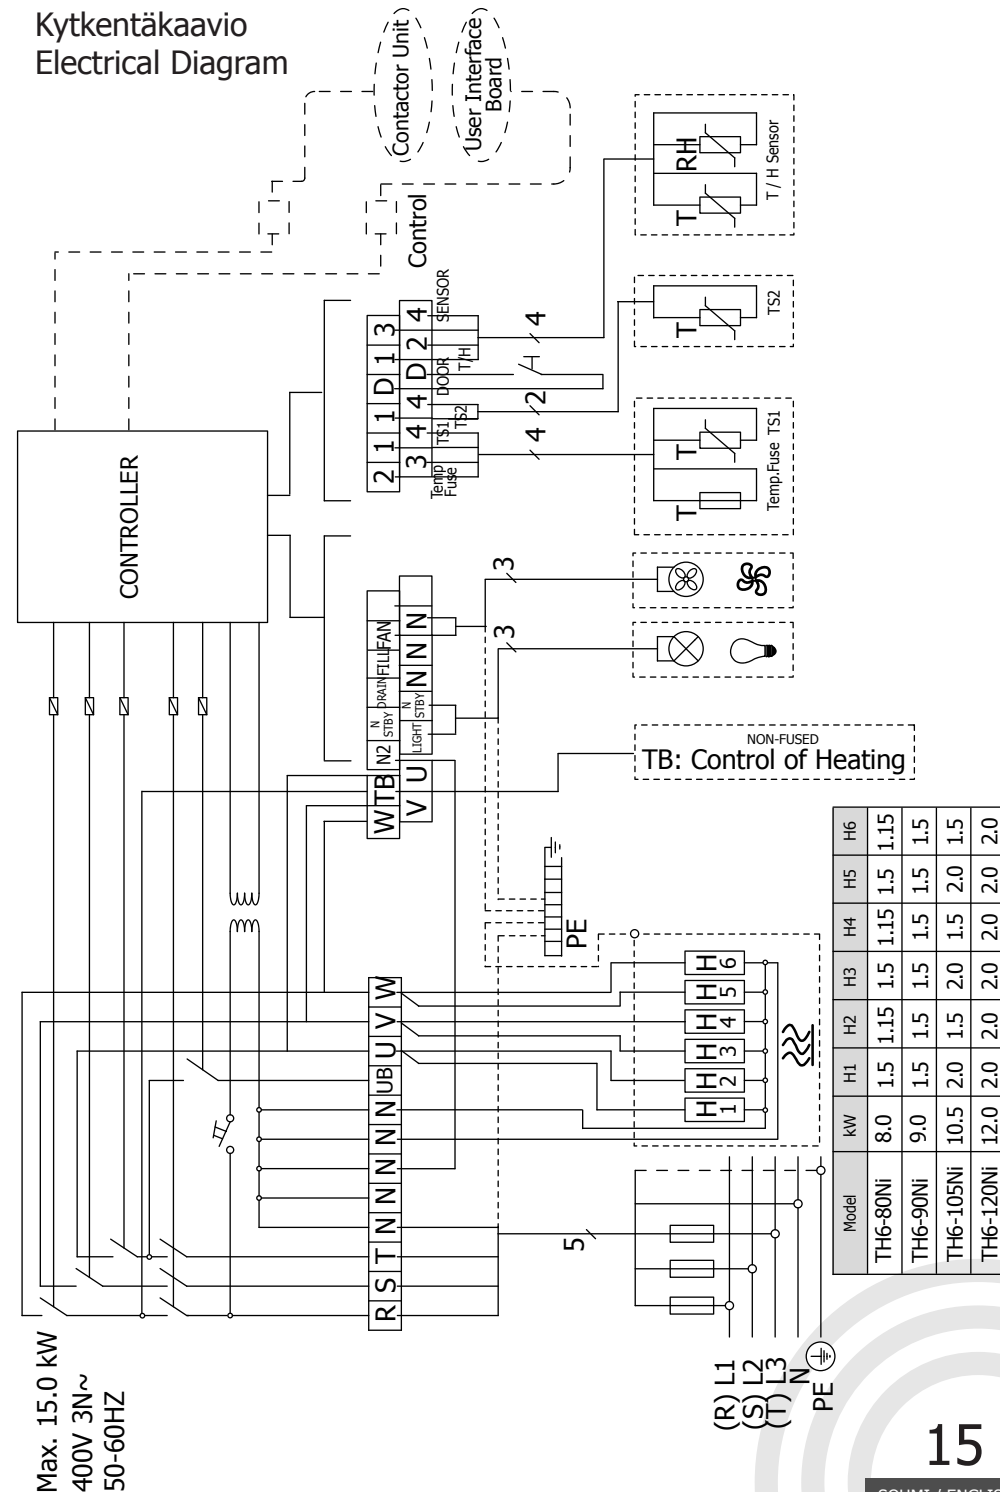 Kytkentäkaavio
Electrical Diagram
Contactor Unit
User Interface
Board
Control
CONTROLLER
RH
T
T / H Sensor
T
TS2
T
T
Temp.Fuse TS1
2 1 1 1 D 1 3
3 4 4 D 2 4
Temp
Fuse
TS1
TS2
DOOR
T/H
SENSOR
4
2
4
3
3
W TB N2 N
STBY DRAIN FILL FAN
V U LIGHT N
STBY N N N
NON-FUSED
TB: Control of Heating
PE
R S T N N N N N UB U V W
H1
H2
H3
H4
H5
H6
5
(R) L1
(S) L2
(T) L3
N
PE
Max. 15.0 kW
400V 3N~
50-60HZ
Model kW H1 H2 H3 H4 H5 H6
TH6-80Ni 8.0 1.5 1.15 1.5 1.15 1.5 1.15
TH6-90Ni 9.0 1.5 1.5 1.5 1.5 1.5 1.5
TH6-105Ni 10.5 2.0 1.5 2.0 1.5 2.0 1.5
TH6-120Ni 12.0 2.0 2.0 2.0 2.0 2.0 2.0
15